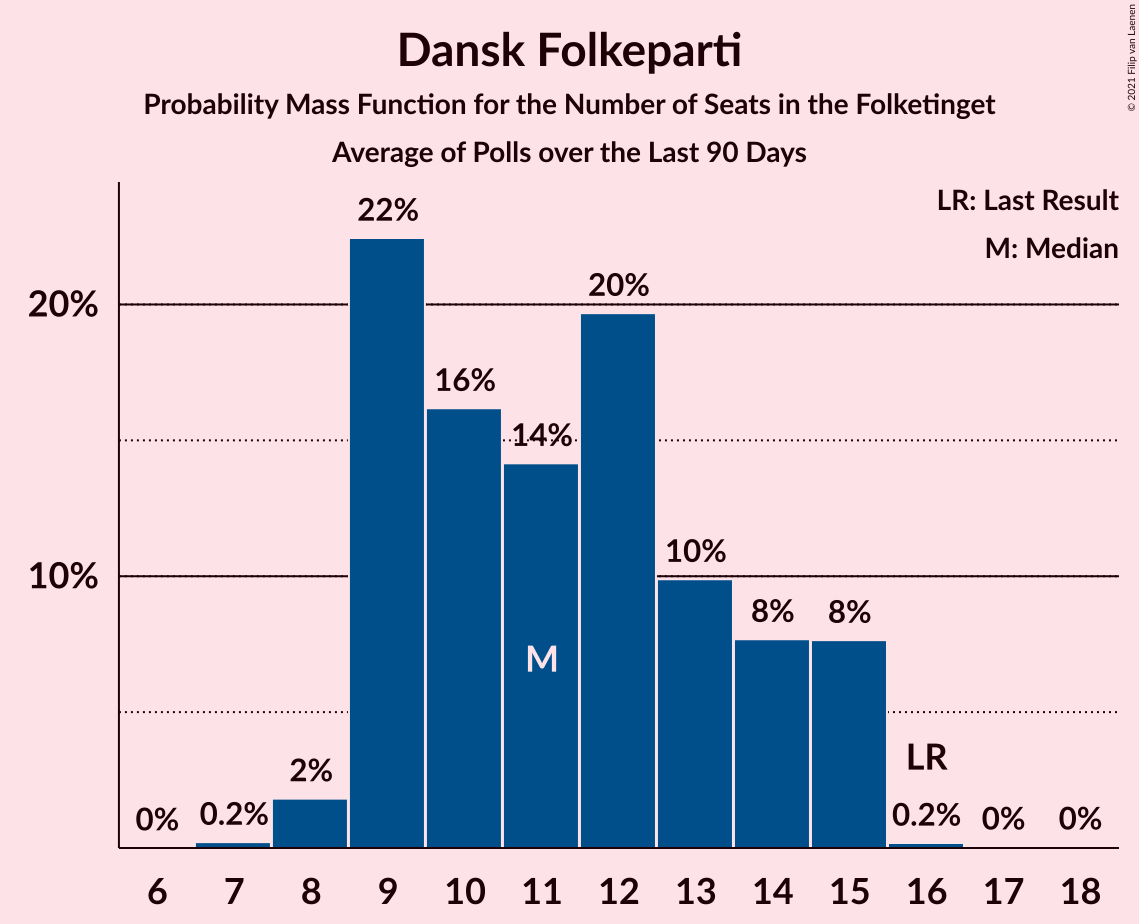 Dansk Folkeparti
Probability Mass Function for the Number of Seats in the Folketinget
Average of Polls over the Last 90 Days
© 2021 Filip van Laenen
LR: Last Result
M: Median
20%
10%
0%
0.2%
2%
22%
16%
14%
20%
10%
8%
8%
0.2%
0%
0%
M
LR
6 7 8 9 10 11 12 13 14 15 16 17 18